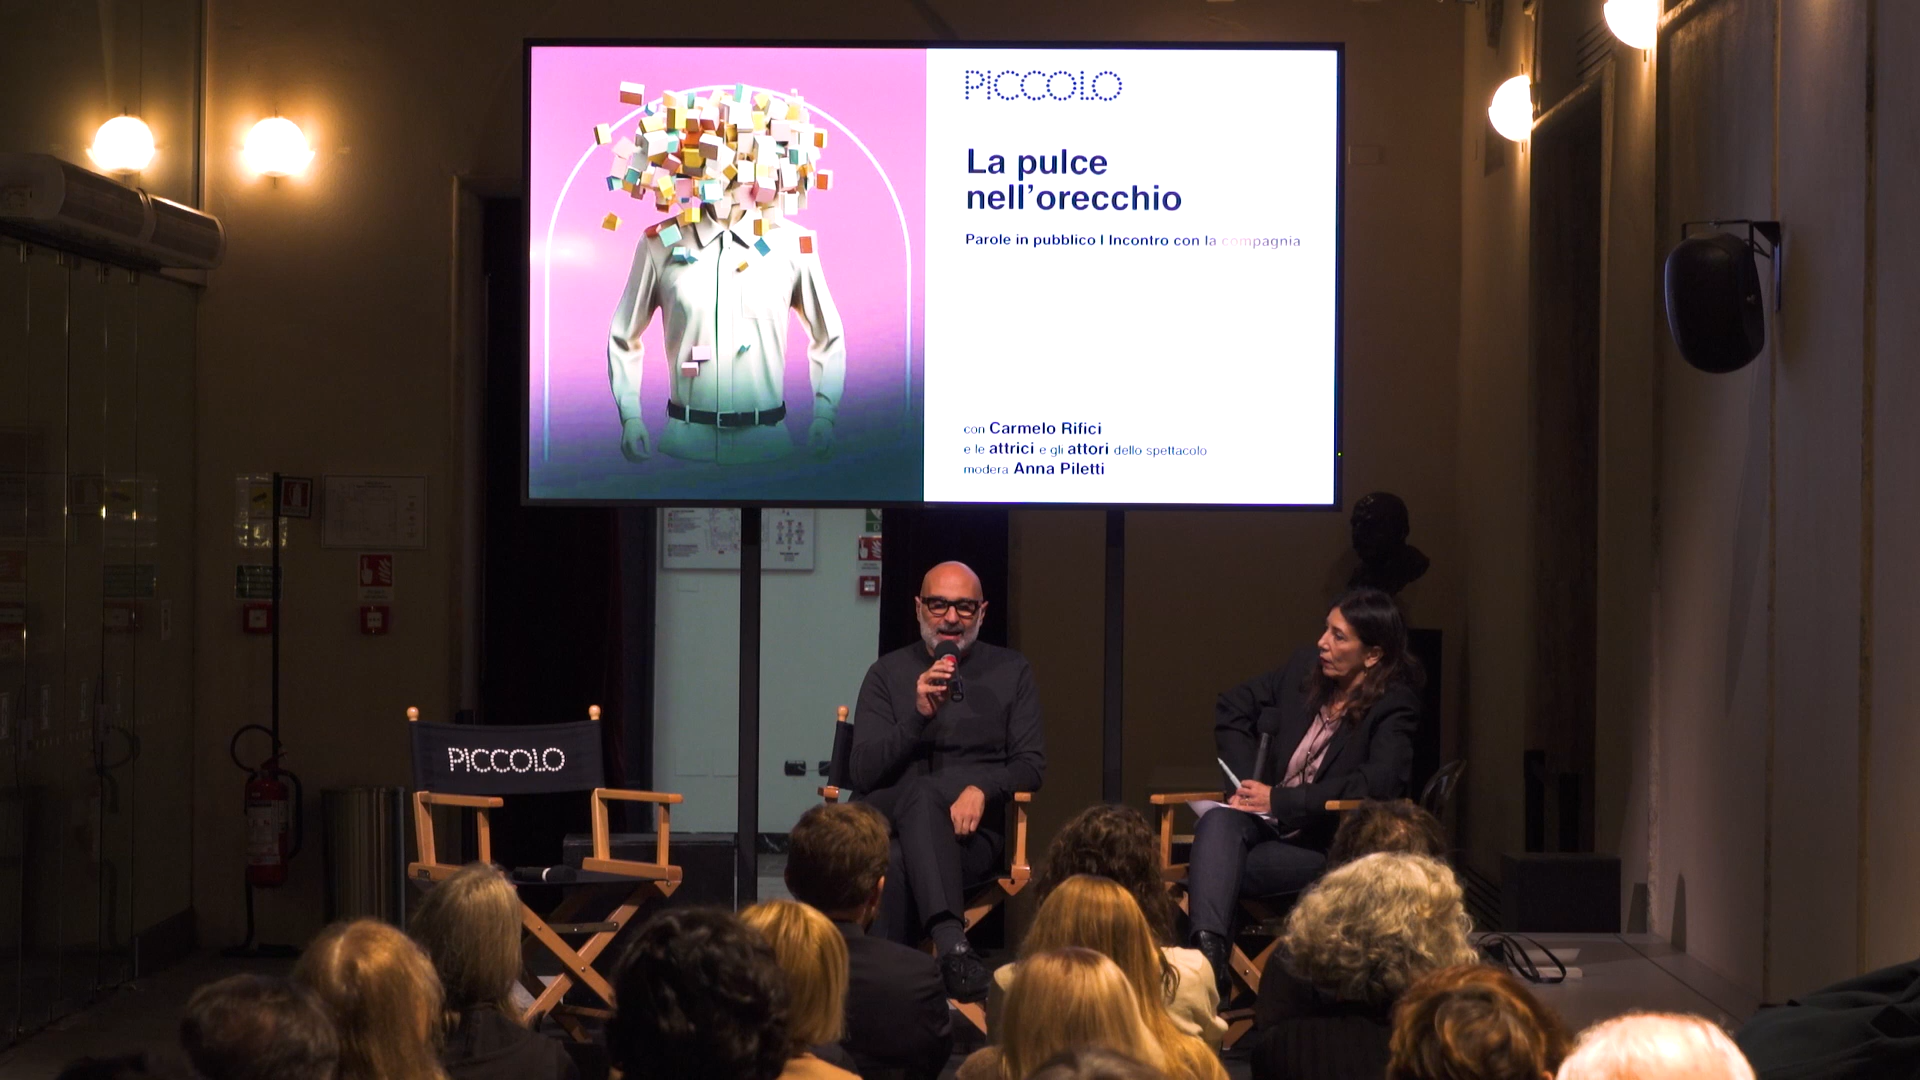 PICCOLO
La pulce
nell'orecchio
Parole in pubblico | Incontro con la compagnia
con Carmelo Rifici
e le attrici e gli attori dello spettacolo
modera Anna Piletti
PICCOLO